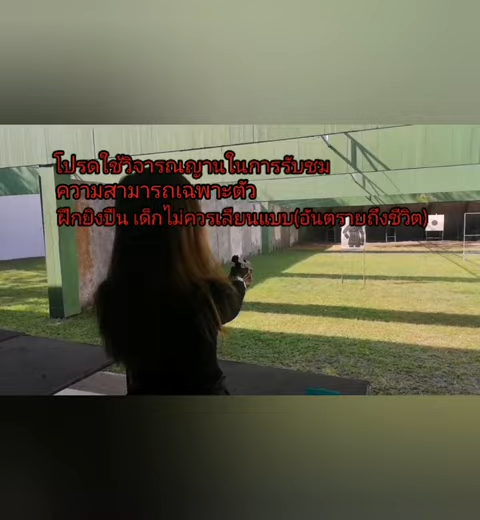 โปรดใช้วิจารณญานในการรับชม
ความสามารถเฉพาะตัว
ฝึกยิงปืน เด็กไม่ควรเลียนแบบ(อันตรายถึงชีวิต)